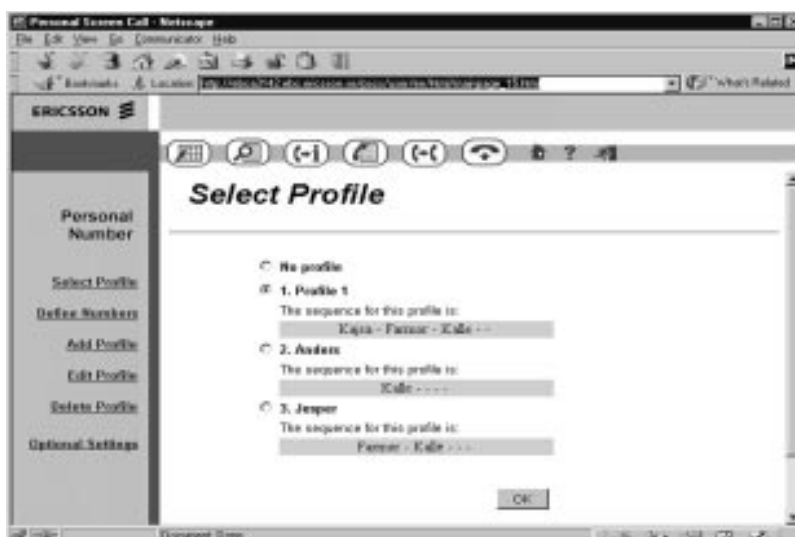 Personal Screen Call - Netscape
File Edit View Go Communicator Help
Bookmarks Location: What's Related
ERICSSON
Select Profile
Personal
Number
Select Profile
Define Numbers
Add Profile
Edit Profile
Delete Profile
Optional Settings
No profile
1. Profile 1
The sequence for this profile is:
Kajsa - Farmor - Kalle - -
2. Anders
The sequence for this profile is:
Kalle - - - -
3. Jesper
The sequence for this profile is:
Farmor - Kalle - - -
OK
Document: Done